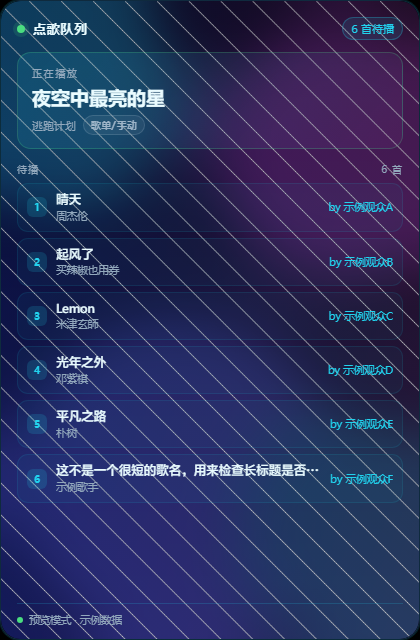 点歌队列
6 首待播
正在播放
夜空中最亮的星
逃跑计划 歌单/手动
待播
6 首
1 晴天 by 示例观众A
周杰伦
2 起风了 by 示例观众B
买辣椒也用券
3 Lemon by 示例观众C
米津玄師
4 光年之外 by 示例观众D
邓紫棋
5 平凡之路 by 示例观众E
朴树
6 这不是一个很短的歌名，用来检查长标题是否… by 示例观众F
示例歌手
预览模式 · 示例数据